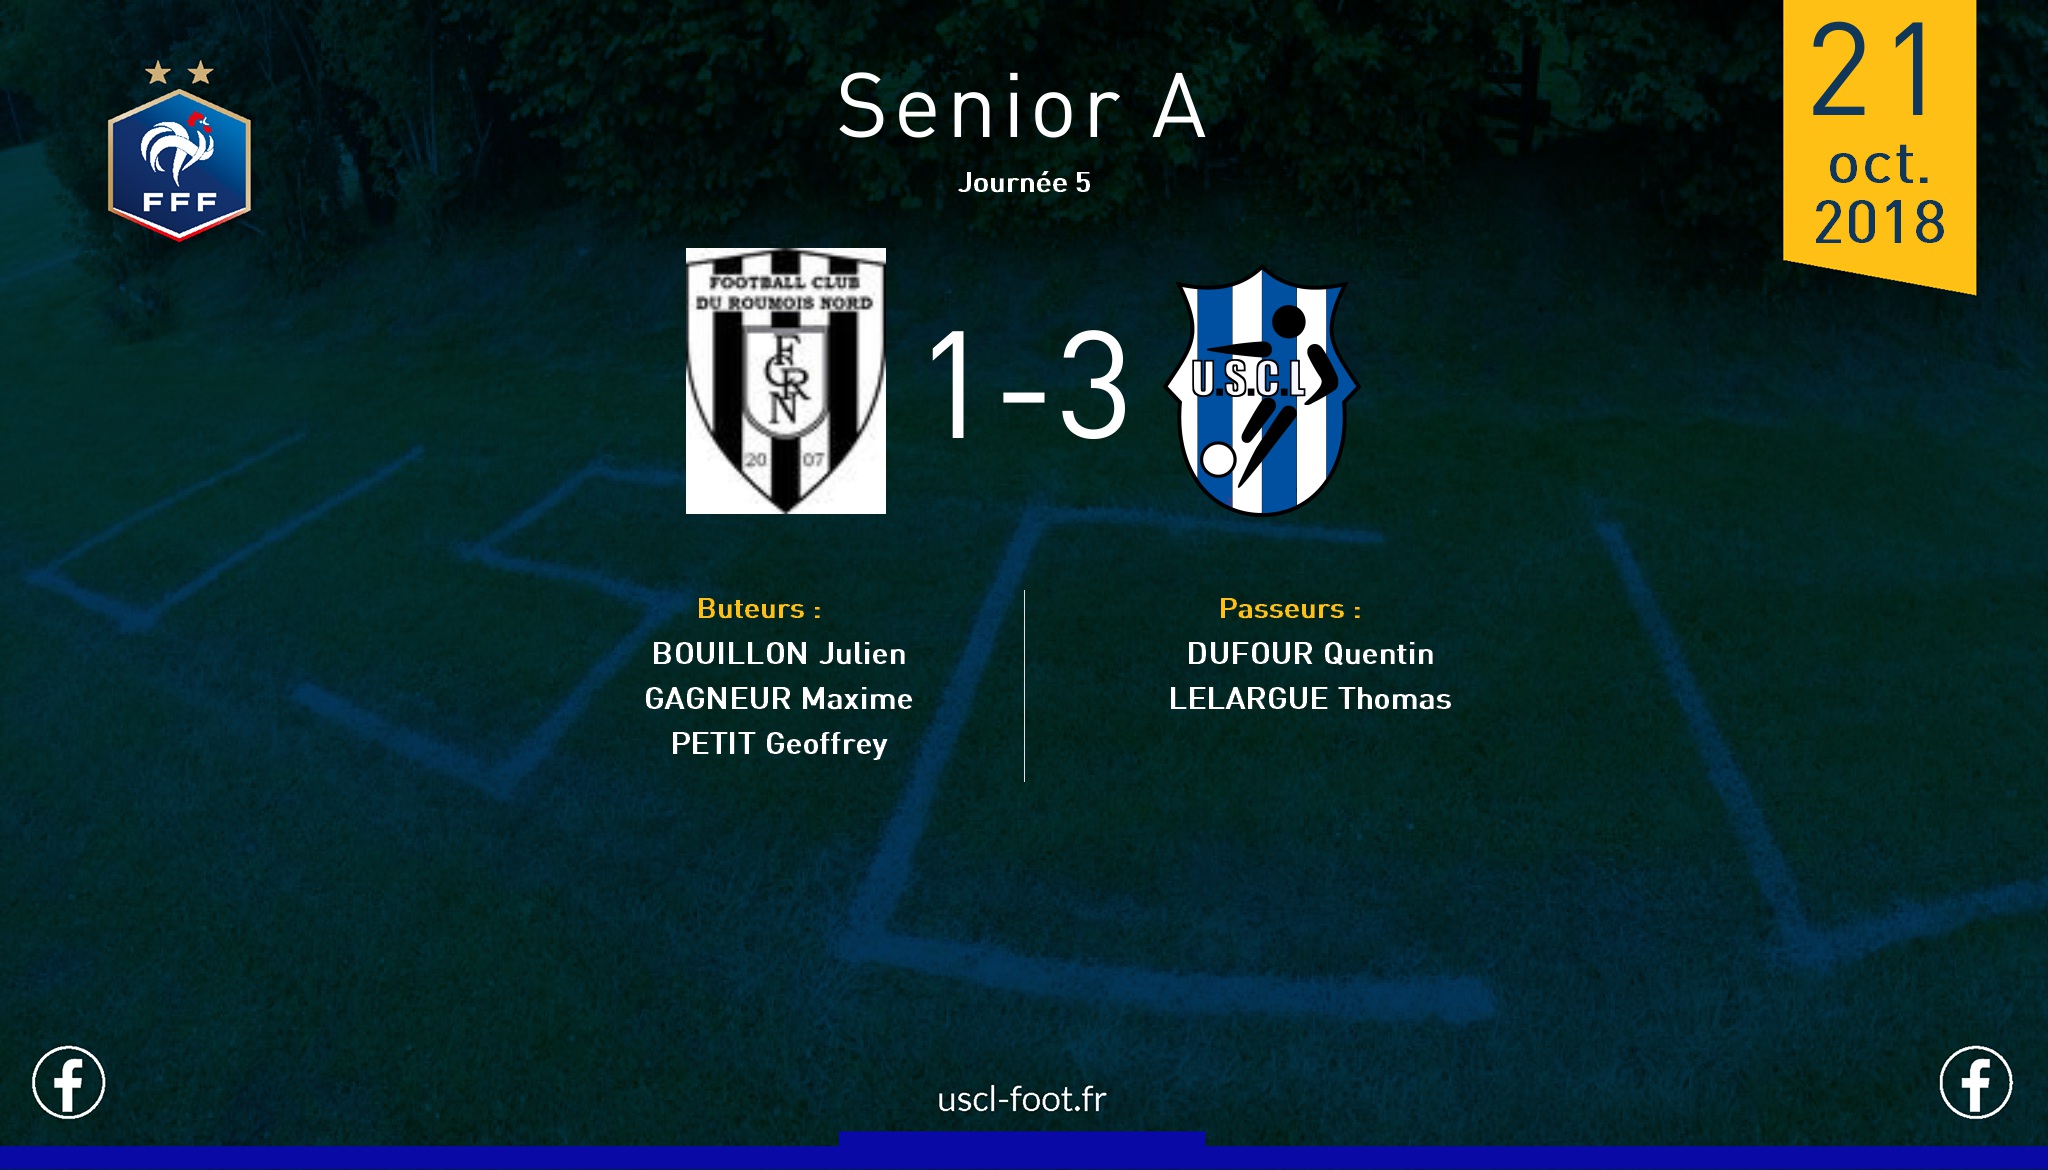 Senior A
Journée 5
21
oct.
2018
FFF
FOOTBALL CLUB
DU ROUMOIS NORD
FCRN
20 07
1-3
U.S.C.L
Buteurs :
BOUILLON Julien
GAGNEUR Maxime
PETIT Geoffrey
Passeurs :
DUFOUR Quentin
LELARGUE Thomas
USCL
uscl-foot.fr